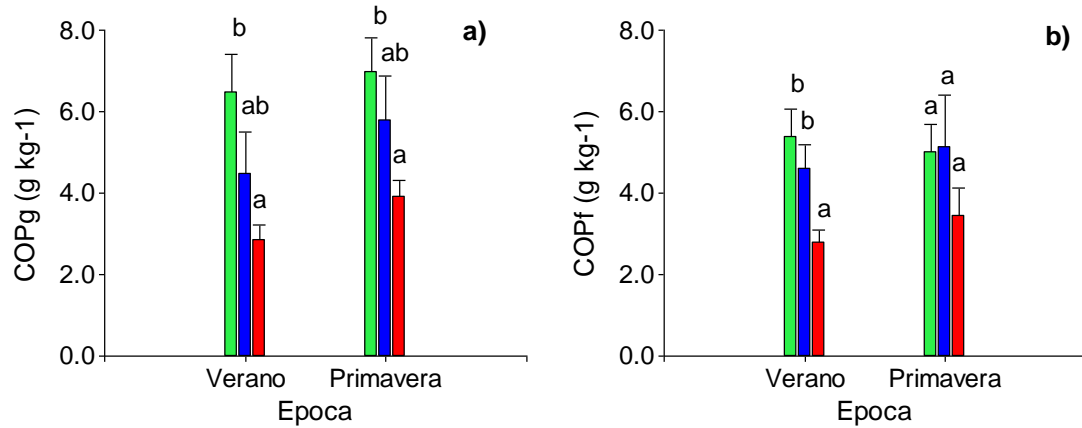 a)
COPg (g kg-1)
8.0
6.0
4.0
2.0
0.0
b
ab
a
b
ab
a
Verano
Primavera
Epoca
b)
COPf (g kg-1)
8.0
6.0
4.0
2.0
0.0
b
b
a
a
a
a
Verano
Primavera
Epoca